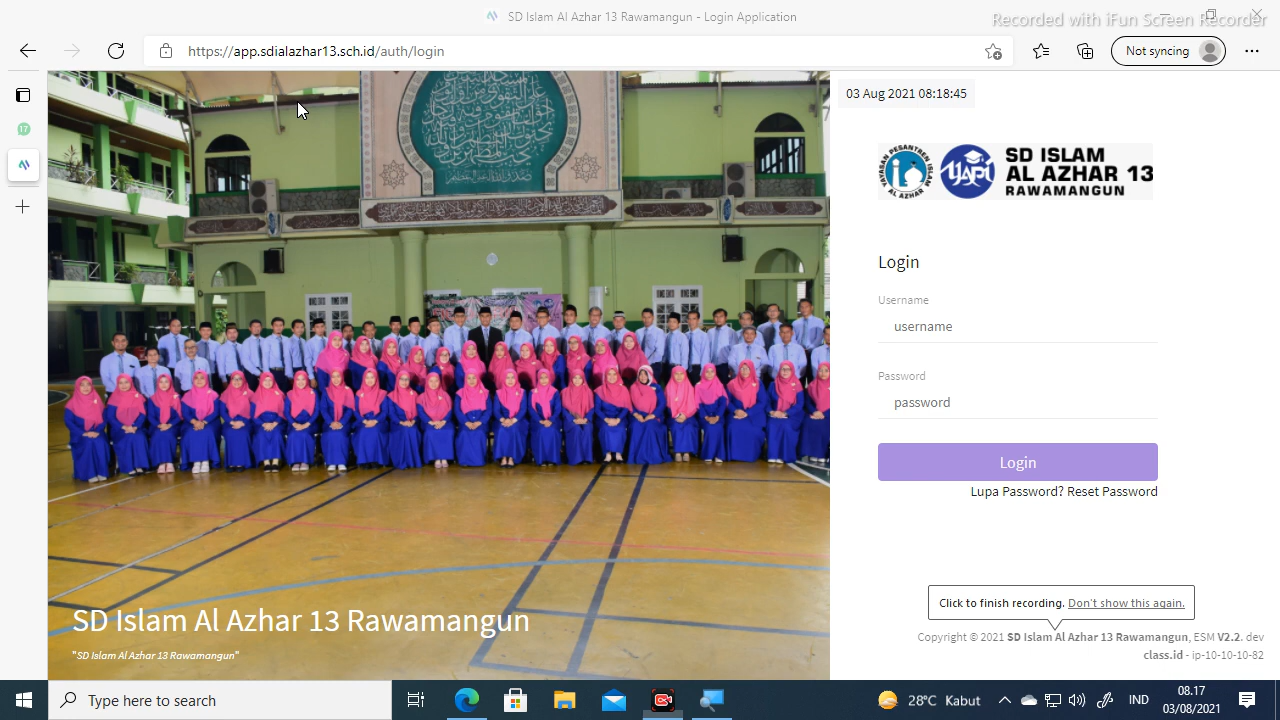 SD Islam Al Azhar 13 Rawamangun - Login Application
Recorded with iFun Screen Recorder
https://app.sdialazhar13.sch.id/auth/login
Not syncing
17
03 Aug 2021 08:18:45
YAPI
SD ISLAM
AL AZHAR 13
RAWAMANGUN
Login
Username
username
Password
password
Login
Lupa Password? Reset Password
SD Islam Al Azhar 13 Rawamangun
"SD Islam Al Azhar 13 Rawamangun"
Click to finish recording. Don't show this again.
Copyright © 2021 SD Islam Al Azhar 13 Rawamangun, ESM V2.2. dev
class.id - ip-10-10-10-82
Type here to search
28°C Kabut
IND
08.17
03/08/2021